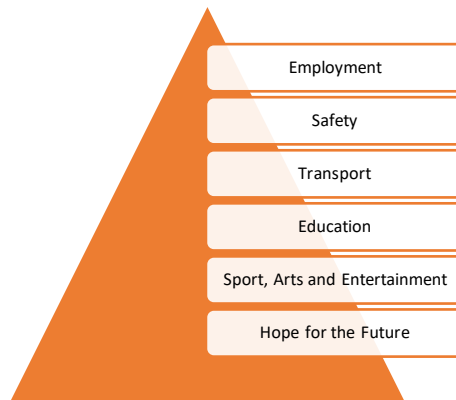 Employment
Safety
Transport
Education
Sport, Arts and Entertainment
Hope for the Future